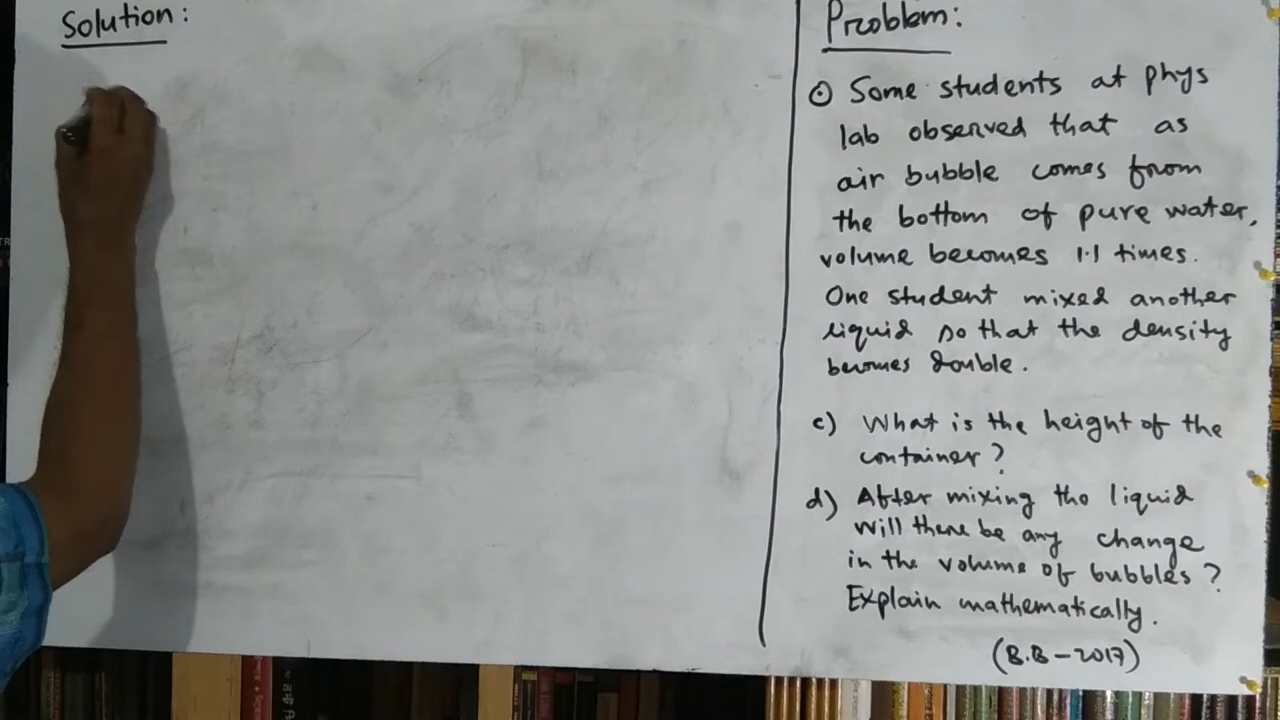 Solution:
Problem:
⊙ Some students at phys
lab observed that as
air bubble comes from
the bottom of pure water,
volume becomes 1.1 times.
One student mixed another
liquid so that the density
becomes double.
c) What is the height of the
container?
d) After mixing the liquid
will there be any change
in the volume of bubbles?
Explain mathematically.
(B.B-2017)